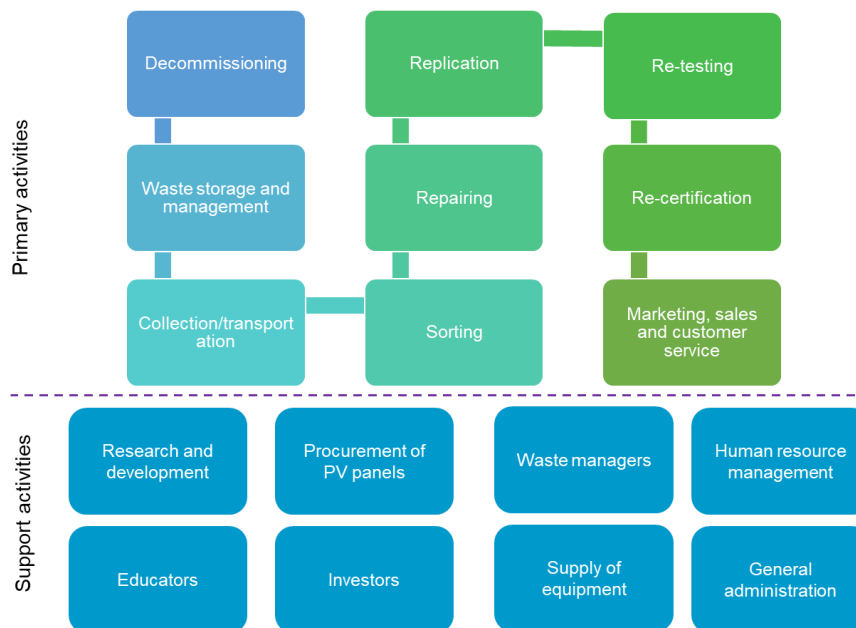 Primary activities
Decommissioning
Waste storage and
management
Collection/transport
ation
Replication
Repairing
Sorting
Re-testing
Re-certification
Marketing, sales
and customer
service
Support activities
Research and
development
Procurement of
PV panels
Waste managers
Human resource
management
Educators
Investors
Supply of
equipment
General
administration